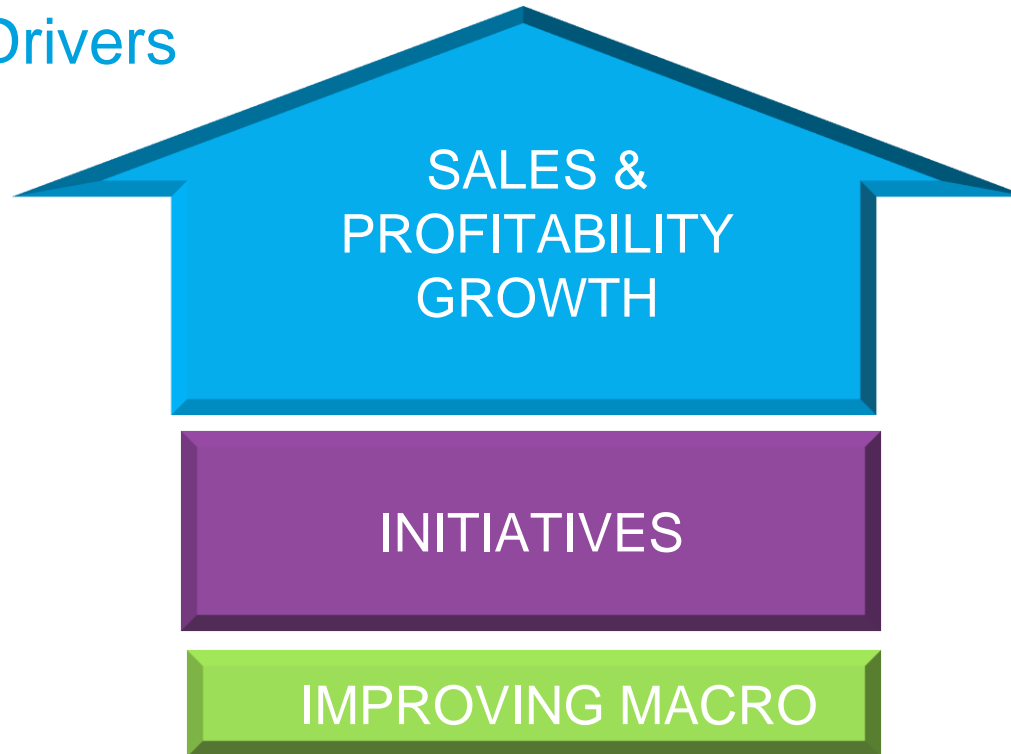 Drivers
SALES &
PROFITABILITY
GROWTH
INITIATIVES
IMPROVING MACRO